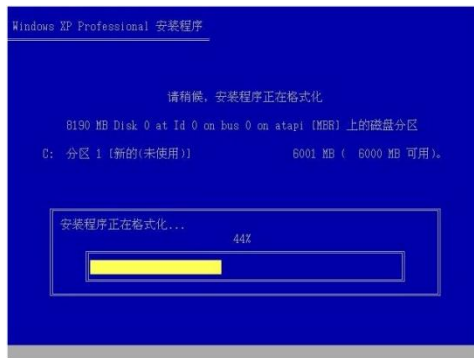 Windows XP Professional 安装程序
请稍候，安装程序正在格式化
8190 MB Disk 0 at Id 0 on bus 0 on atapi [MBR] 上的磁盘分区
C: 分区 1 [新的(未使用)] 6001 MB ( 6000 MB 可用)。
安装程序正在格式化...
44%